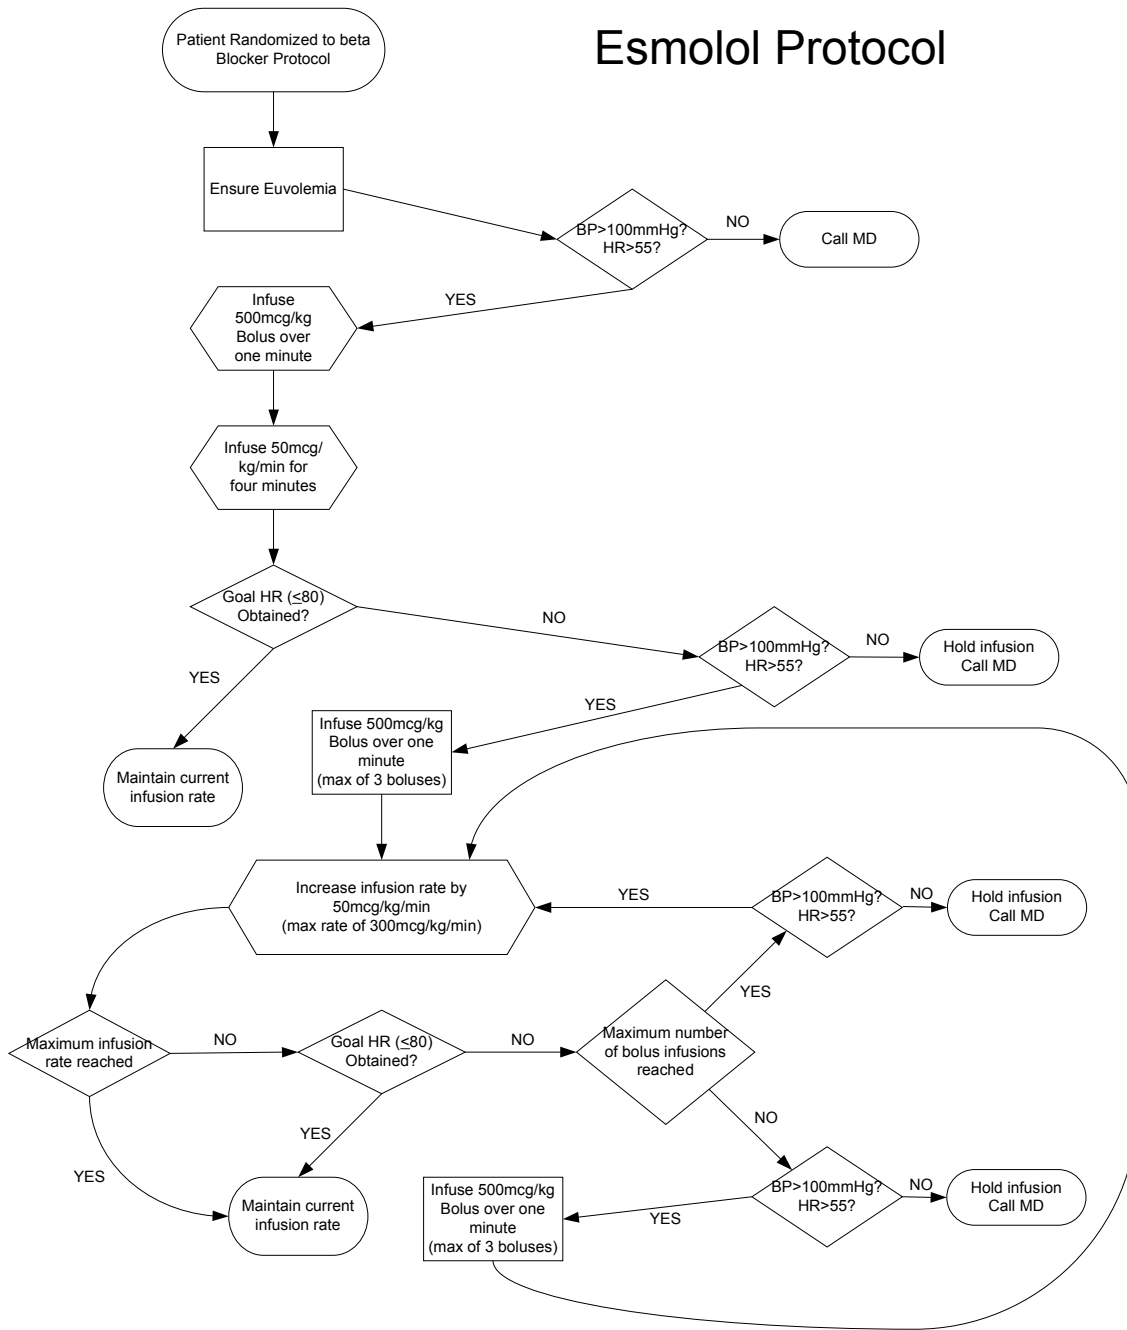 Esmolol Protocol
Patient Randomized to beta
Blocker Protocol
Ensure Euvolemia
BP>100mmHg?
HR>55?
NO
Call MD
YES
Infuse
500mcg/kg
Bolus over
one minute
Infuse 50mcg/
kg/min for
four minutes
Goal HR (≤80)
Obtained?
NO
BP>100mmHg?
HR>55?
NO
Hold infusion
Call MD
YES
YES
Maintain current
infusion rate
Infuse 500mcg/kg
Bolus over one
minute
(max of 3 boluses)
Increase infusion rate by
50mcg/kg/min
(max rate of 300mcg/kg/min)
YES
BP>100mmHg?
HR>55?
NO
Hold infusion
Call MD
YES
Maximum infusion
rate reached
NO
Goal HR (≤80)
Obtained?
NO
Maximum number
of bolus infusions
reached
NO
YES
YES
Maintain current
infusion rate
Infuse 500mcg/kg
Bolus over one
minute
(max of 3 boluses)
YES
BP>100mmHg?
HR>55?
NO
Hold infusion
Call MD